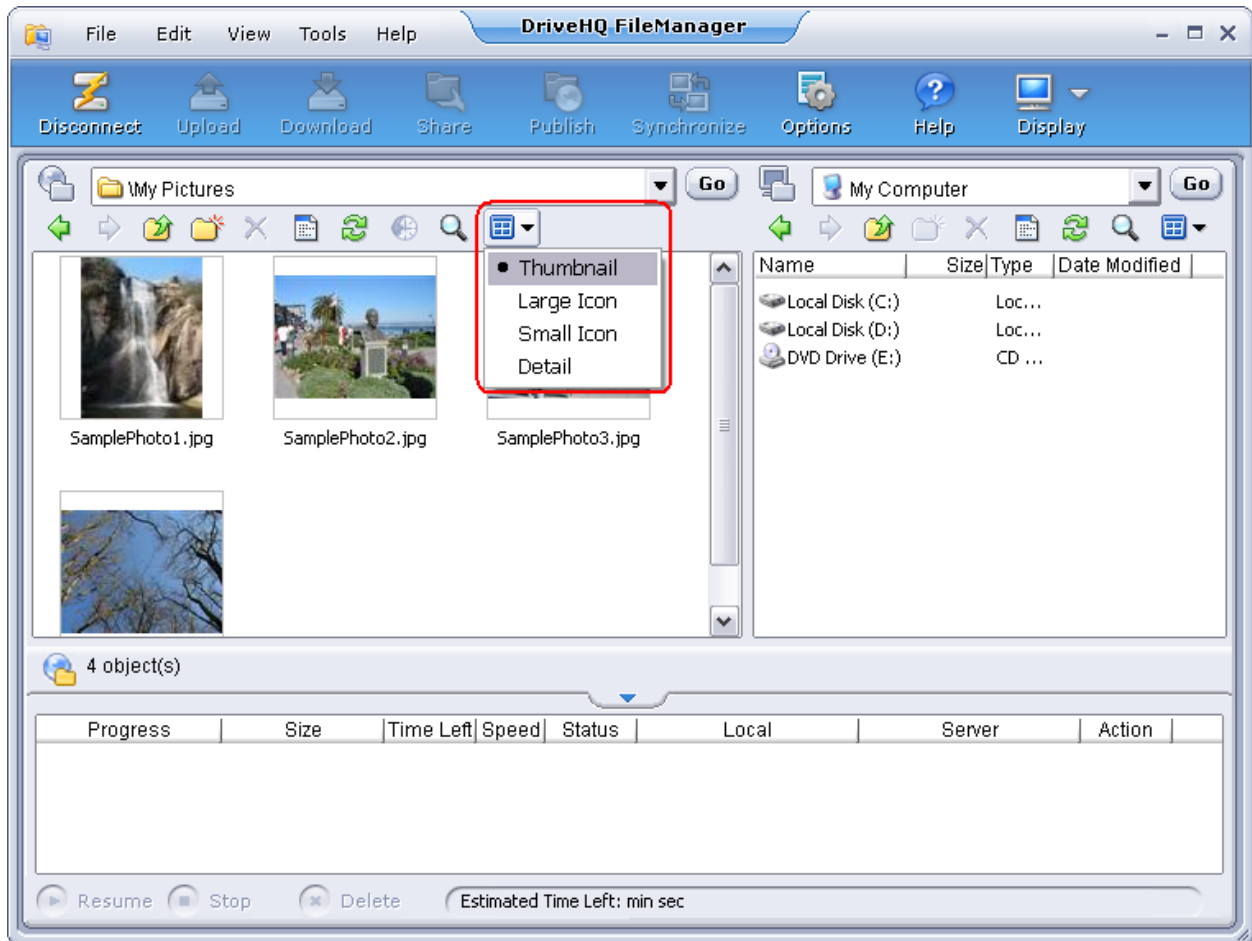 DriveHQ FileManager
File Edit View Tools Help
Disconnect Upload Download Share Publish Synchronize Options Help Display
\My Pictures Go
My Computer Go
Thumbnail
Large Icon
Small Icon
Detail
SamplePhoto1.jpg SamplePhoto2.jpg SamplePhoto3.jpg
Name Size Type Date Modified
Local Disk (C:) Loc...
Local Disk (D:) Loc...
DVD Drive (E:) CD ...
4 object(s)
Progress Size Time Left Speed Status Local Server Action
Resume Stop Delete Estimated Time Left: min sec